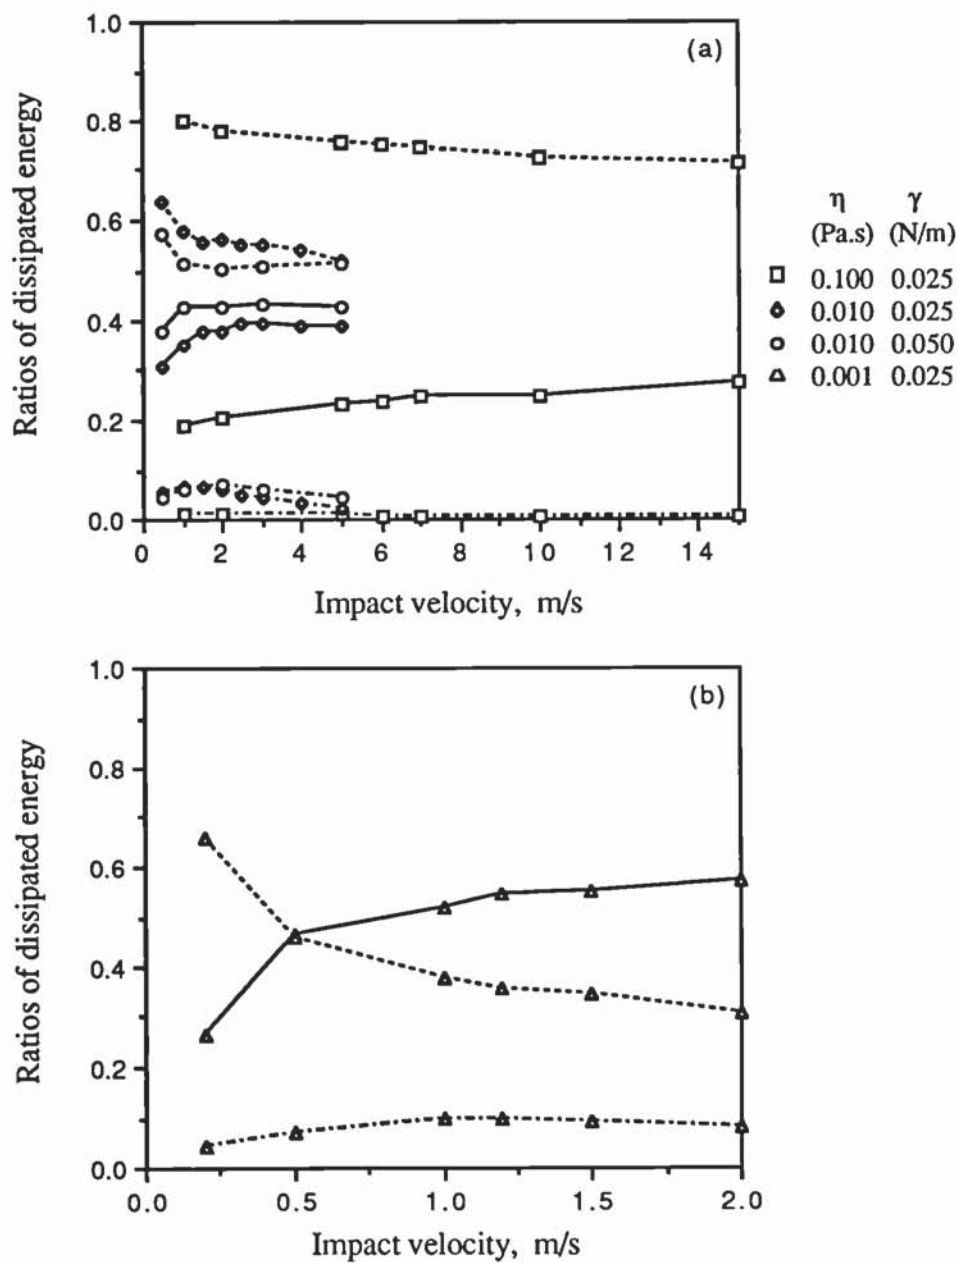 (a)
1.0
0.8
0.6
0.4
0.2
0.0
Ratios of dissipated energy
0 2 4 6 8 10 12 14
Impact velocity, m/s
η γ
(Pa.s) (N/m)
0.100 0.025
0.010 0.025
0.010 0.050
0.001 0.025
(b)
1.0
0.8
0.6
0.4
0.2
0.0
Ratios of dissipated energy
0.0 0.5 1.0 1.5 2.0
Impact velocity, m/s